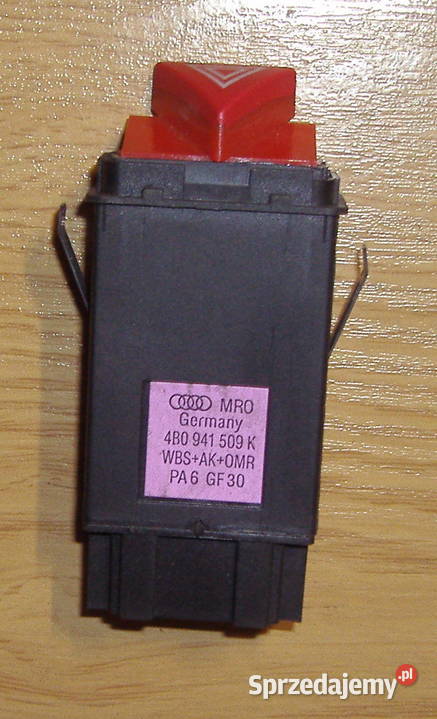 MRO
Germany
4B0 941 509 K
WBS+AK+OMR
PA6 GF30
Sprzedajemy.pl